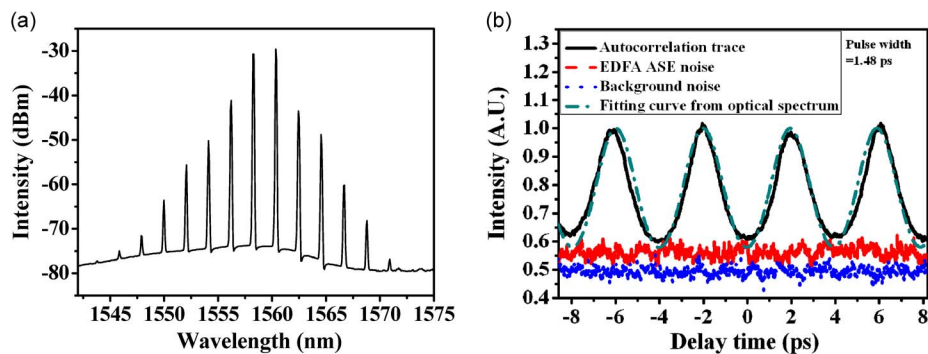 (a)
Intensity (dBm)
-30
-40
-50
-60
-70
-80
1545 1550 1555 1560 1565 1570 1575
Wavelength (nm)
(b)
Intensity (A.U.)
1.3
1.2
1.1
1.0
0.9
0.8
0.7
0.6
0.5
0.4
Autocorrelation trace
EDFA ASE noise
Background noise
Fitting curve from optical spectrum
Pulse width
=1.48 ps
-8 -6 -4 -2 0 2 4 6 8
Delay time (ps)